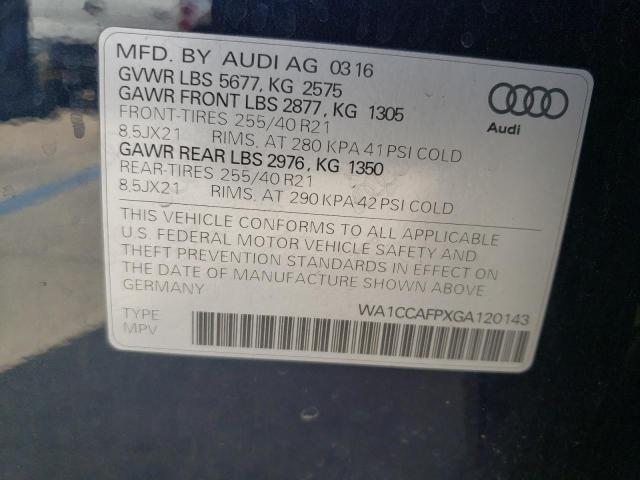 MFD. BY AUDI AG 0316
GVWR LBS 5677, KG 2575
GAWR FRONT LBS 2877, KG 1305
FRONT-TIRES 255/40 R21
8,5JX21 RIMS, AT 280 KPA 41 PSI COLD
GAWR REAR LBS 2976, KG 1350
REAR-TIRES 255/40 R21
8,5JX21 RIMS, AT 290 KPA 42 PSI COLD
Audi
THIS VEHICLE CONFORMS TO ALL APPLICABLE
U.S. FEDERAL MOTOR VEHICLE SAFETY AND
THEFT PREVENTION STANDARDS IN EFFECT ON
THE DATE OF MANUFACTURE SHOWN ABOVE
GERMANY
TYPE
MPV
WA1CCAFPXGA120143